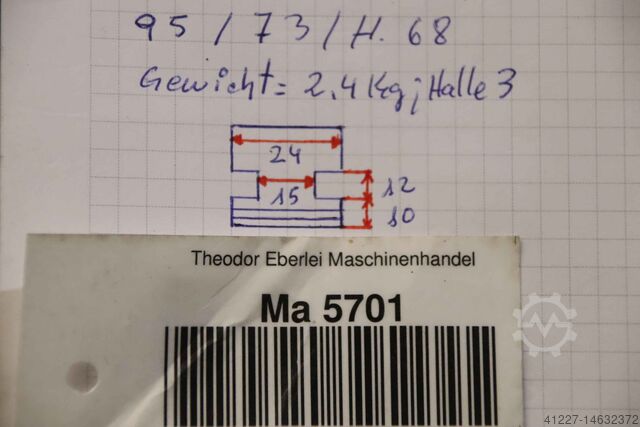 95 / 73 / H. 68
Gewicht = 2,4 Kg; Halle 3
24
15
12
10
Theodor Eberlei Maschinenhandel
Ma 5701
41227-14632372